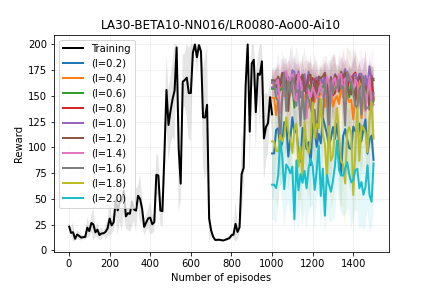 LA30-BETA10-NN016/LR0080-Ao00-Ai10
Reward
200
175
150
125
100
75
50
25
0
Training
(l=0.2)
(l=0.4)
(l=0.6)
(l=0.8)
(l=1.0)
(l=1.2)
(l=1.4)
(l=1.6)
(l=1.8)
(l=2.0)
0 200 400 600 800 1000 1200 1400
Number of episodes